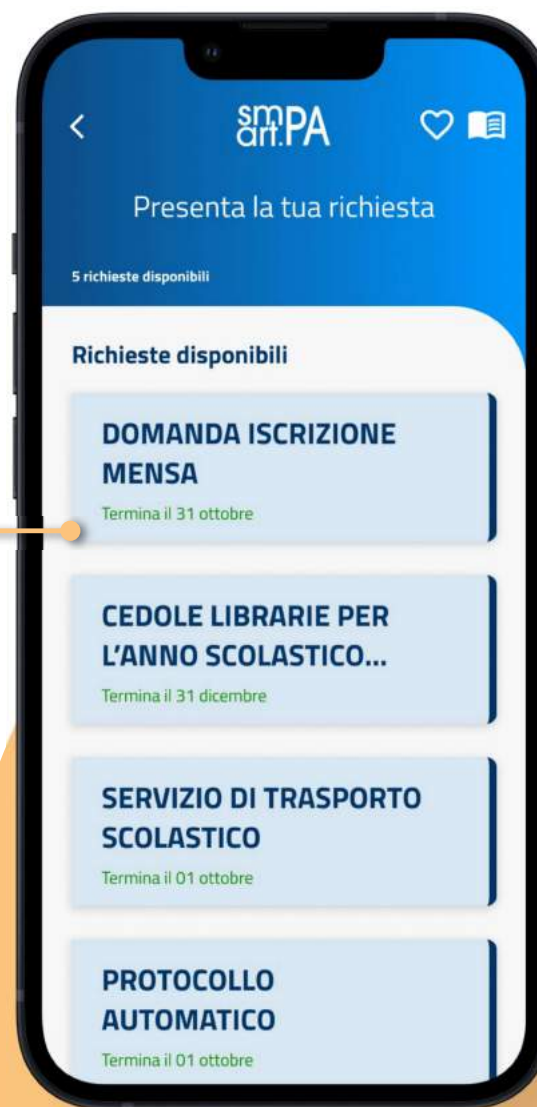 smart.PA
Presenta la tua richiesta
5 richieste disponibili
Richieste disponibili
DOMANDA ISCRIZIONE
MENSA
Termina il 31 ottobre
CEDOLE LIBRARIE PER
L’ANNO SCOLASTICO...
Termina il 31 dicembre
SERVIZIO DI TRASPORTO
SCOLASTICO
Termina il 01 ottobre
PROTOCOLLO
AUTOMATICO
Termina il 01 ottobre